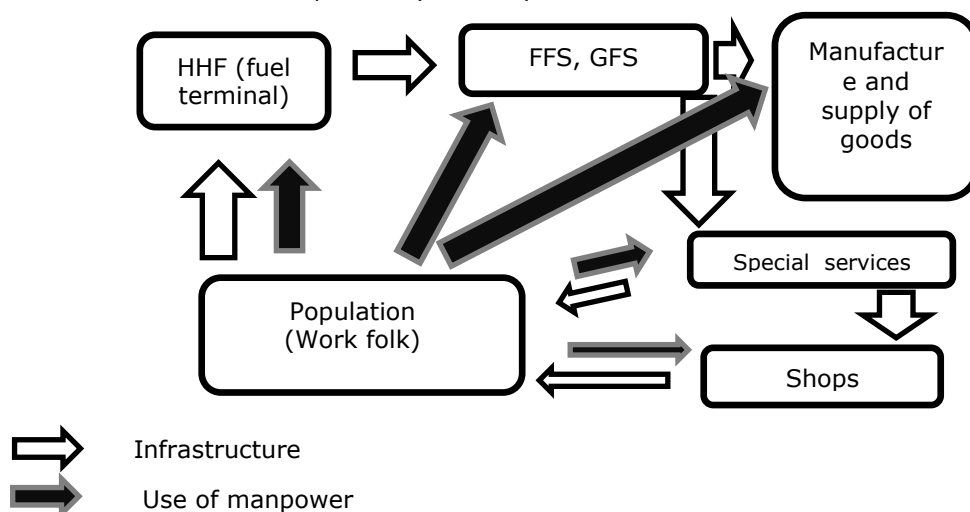 HHF (fuel
terminal)
FFS, GFS
Manufactur
e and
supply of
goods
Special services
Population
(Work folk)
Shops
Infrastructure
Use of manpower